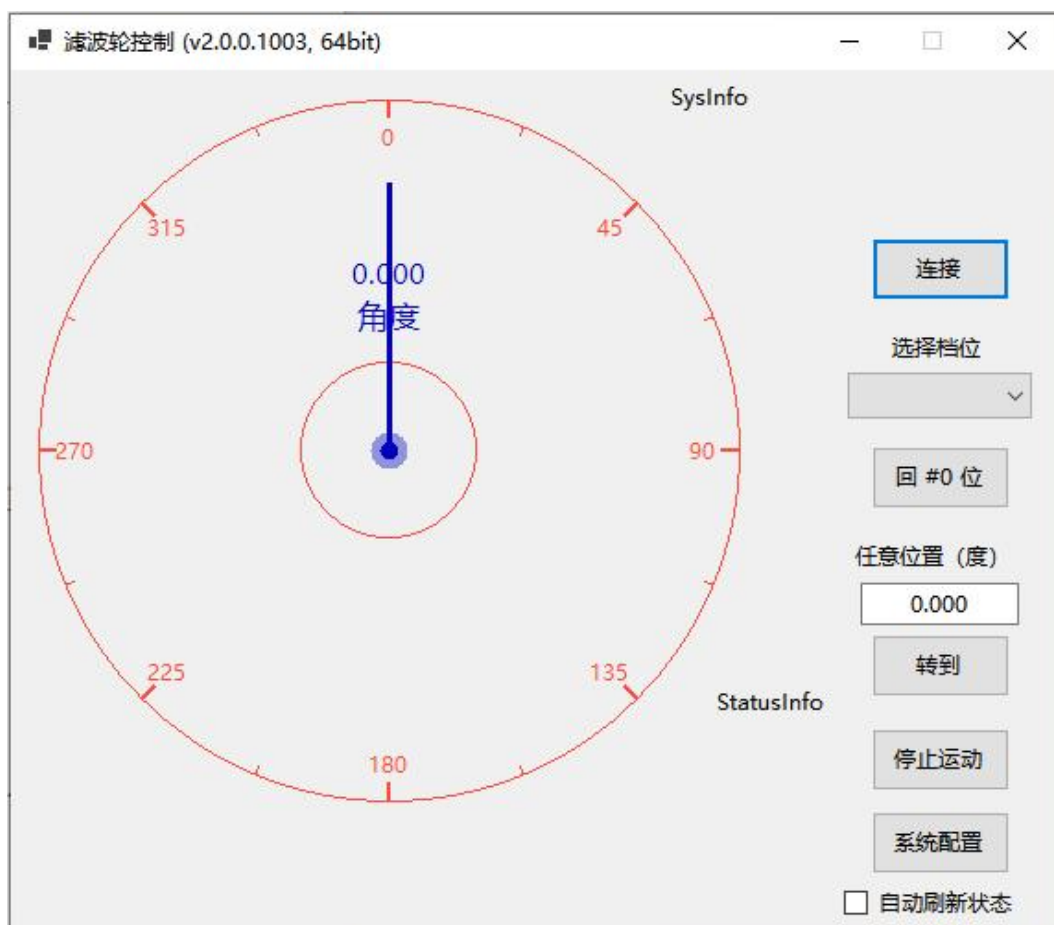 滤波轮控制 (v2.0.0.1003, 64bit)
SysInfo
0
315
45
0.000
角度
270
90
225
135
180
连接
选择档位
回 #0 位
任意位置（度）
0.000
转到
StatusInfo
停止运动
系统配置
自动刷新状态